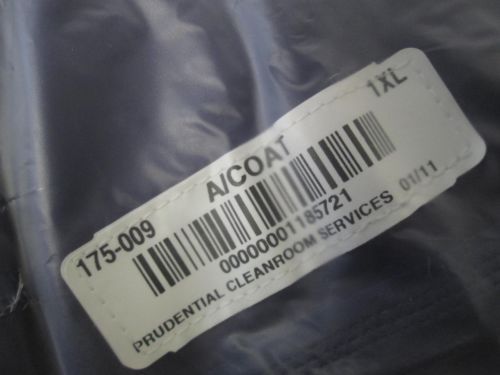 1XL
A/COAT
175-009
00000001185721
PRUDENTIAL CLEANROOM SERVICES 01/11